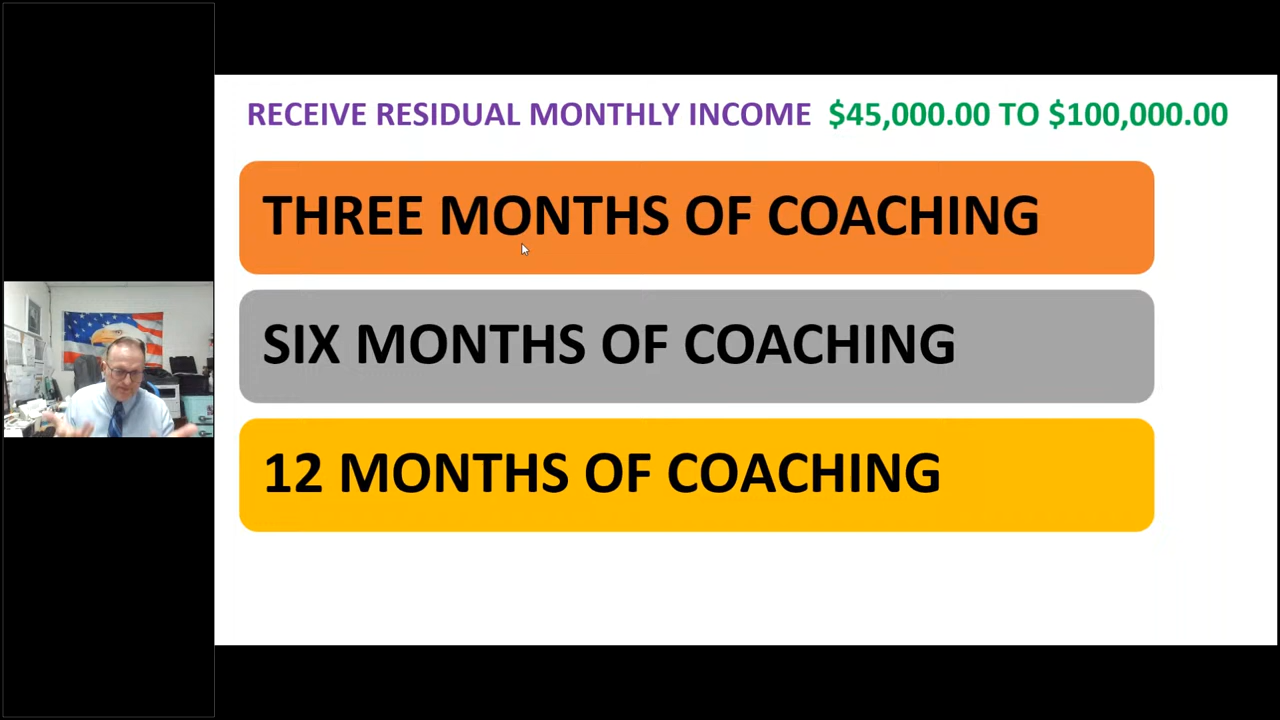 RECEIVE RESIDUAL MONTHLY INCOME $45,000.00 TO $100,000.00
THREE MONTHS OF COACHING
SIX MONTHS OF COACHING
12 MONTHS OF COACHING